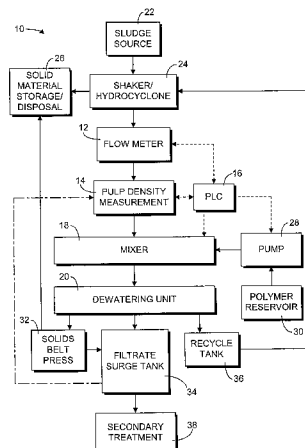 10
22
SLUDGE
SOURCE
26
SOLID
MATERIAL
STORAGE/
DISPOSAL
24
SHAKER/
HYDROCYCLONE
12
FLOW METER
14
PULP DENSITY
MEASUREMENT
16
PLC
18
MIXER
28
PUMP
20
DEWATERING UNIT
POLYMER
RESERVOIR
30
32
SOLIDS
BELT
PRESS
FILTRATE
SURGE TANK
34
RECYCLE
TANK
36
SECONDARY
TREATMENT
38